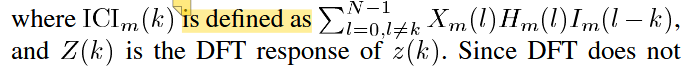 where ICI_m(k) is defined as ∑_{l=0,l≠k}^{N−1} X_m(l)H_m(l)I_m(l − k),
and Z(k) is the DFT response of z(k). Since DFT does not